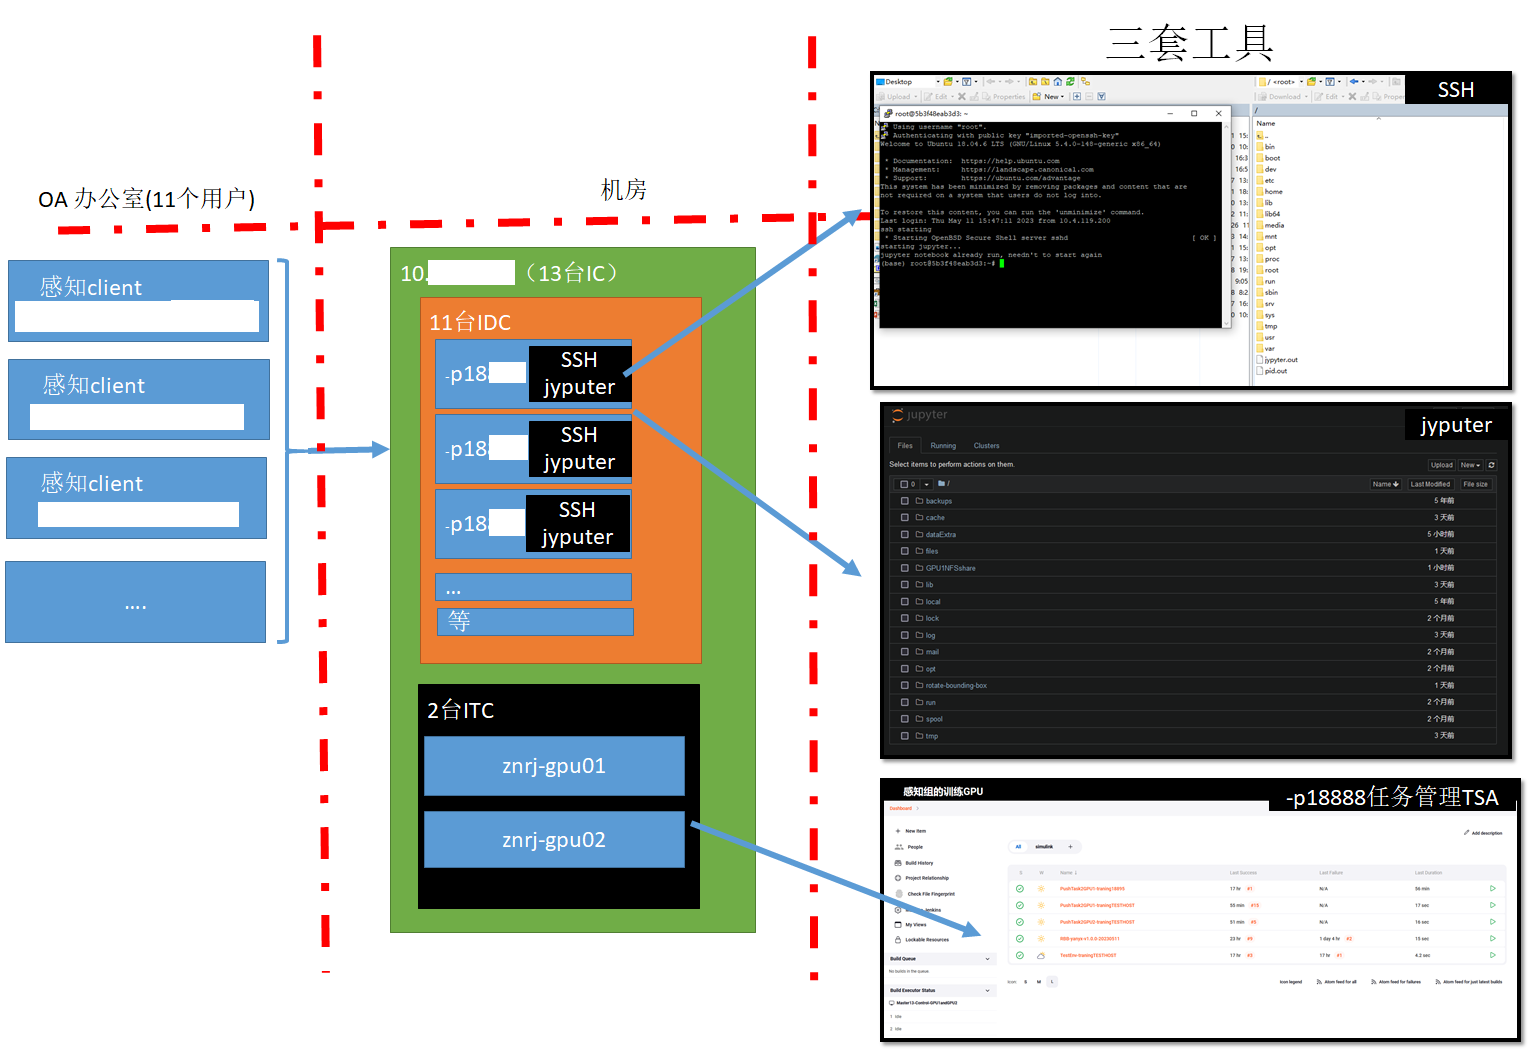 三套工具
OA 办公室(11个用户)
机房
感知client
感知client
感知client
....
10.
（13台IC）
11台IDC
-p18
SSH
jyputer
-p18
SSH
jyputer
-p18
SSH
jyputer
...
等
2台ITC
znrj-gpu01
znrj-gpu02
SSH
Desktop
Upload
Edit
Properties
New
/ <root>
Download
Edit
root@5b3f48eab3d3: ~
Using username "root".
Authenticating with public key "imported-openssh-key"
Welcome to Ubuntu 18.04.6 LTS (GNU/Linux 5.4.0-148-generic x86_64)
* Documentation: https://help.ubuntu.com
* Management: https://landscape.canonical.com
* Support: https://ubuntu.com/advantage
This system has been minimized by removing packages and content that are
not required on a system that users do not log into.
To restore this content, you can run the 'unminimize' command.
Last login: Thu May 11 15:47:11 2023 from 10.4.119.200
ssh starting
* Starting OpenBSD Secure Shell server sshd [ OK ]
starting jupyter...
jupyter notebook already run, needn't to start again
(base) root@5b3f48eab3d3:~#
/
Name
..
bin
boot
dev
etc
home
lib
lib64
media
mnt
opt
proc
root
run
sbin
srv
sys
tmp
usr
var
jypyter.out
pid.out
jupyter
jyputer
Files Running Clusters
Select items to perform actions on them.
Upload New
0 /
Name Last Modified File size
backups 5 年前
cache 3 天前
dataExtra 5 小时前
files 1 天前
GPU1NFSshare 1 小时前
lib 3 天前
local 5 年前
lock 2 个月前
log 3 天前
mail 2 个月前
opt 2 个月前
rotate-bounding-box 1 天前
run 2 个月前
spool 2 个月前
tmp 3 天前
感知组的训练GPU
-p18888任务管理TSA
Dashboard
New Item
People
Build History
Project Relationship
Check File Fingerprint
Jenkins
My Views
Lockable Resources
Build Queue
No builds in the queue.
Build Executor Status
Master13-Control-GPU1andGPU2
1 Idle
2 Idle
Add description
All simulink +
S W Name ↓ Last Success Last Failure Last Duration
PushTask2GPU1-traning18895 17 hr #1 N/A 56 min
PushTask2GPU1-traningTESTHOST 55 min #15 N/A 17 sec
PushTask2GPU2-traningTESTHOST 51 min #5 N/A 16 sec
BBB-yanyx-v1.0.0-20230511 23 hr #9 1 day 4 hr #2 15 sec
TestEnv-traningTESTHOST 17 hr #3 17 hr #1 4.2 sec
Icon: S M L
Icon legend Atom feed for all Atom feed for failures Atom feed for just latest builds